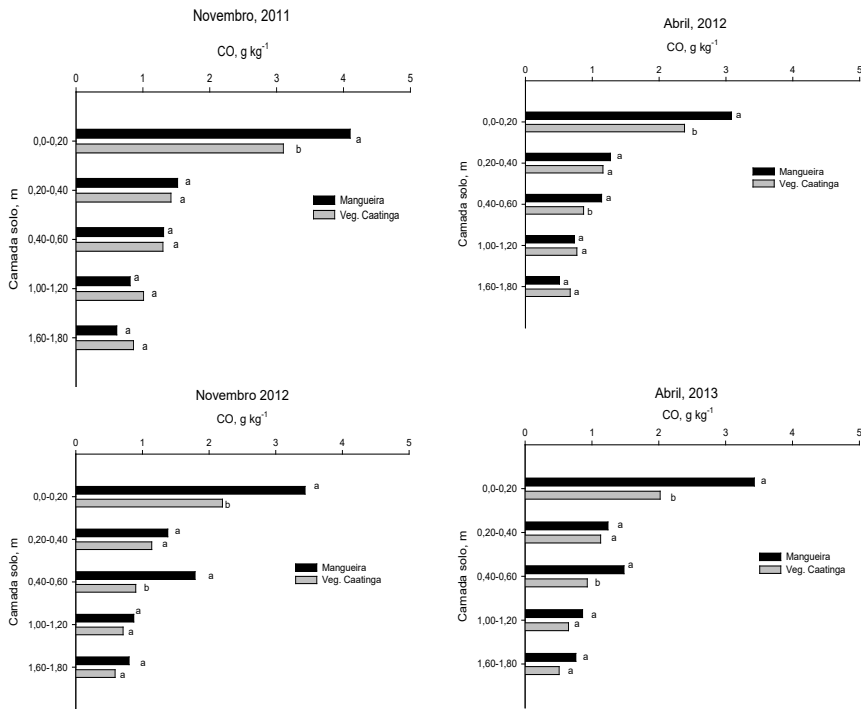 Novembro, 2011
CO, g kg-1
0 1 2 3 4 5
Camada solo, m
0,0-0,20
a
b
0,20-0,40
a
a
0,40-0,60
a
a
1,00-1,20
a
a
1,60-1,80
a
a
Mangueira
Veg. Caatinga
Abril, 2012
CO, g kg-1
0 1 2 3 4 5
Camada solo, m
0,0-0,20
a
b
0,20-0,40
a
a
0,40-0,60
a
b
1,00-1,20
a
a
1,60-1,80
a
a
Mangueira
Veg. Caatinga
Novembro 2012
CO, g kg-1
0 1 2 3 4 5
Camada solo, m
0,0-0,20
a
b
0,20-0,40
a
a
0,40-0,60
a
b
1,00-1,20
a
a
1,60-1,80
a
a
Mangueira
Veg. Caatinga
Abril, 2013
CO, g kg-1
0 1 2 3 4 5
Camada solo, m
0,0-0,20
a
b
0,20-0,40
a
a
0,40-0,60
a
b
1,00-1,20
a
a
1,60-1,80
a
a
Mangueira
Veg. Caatinga